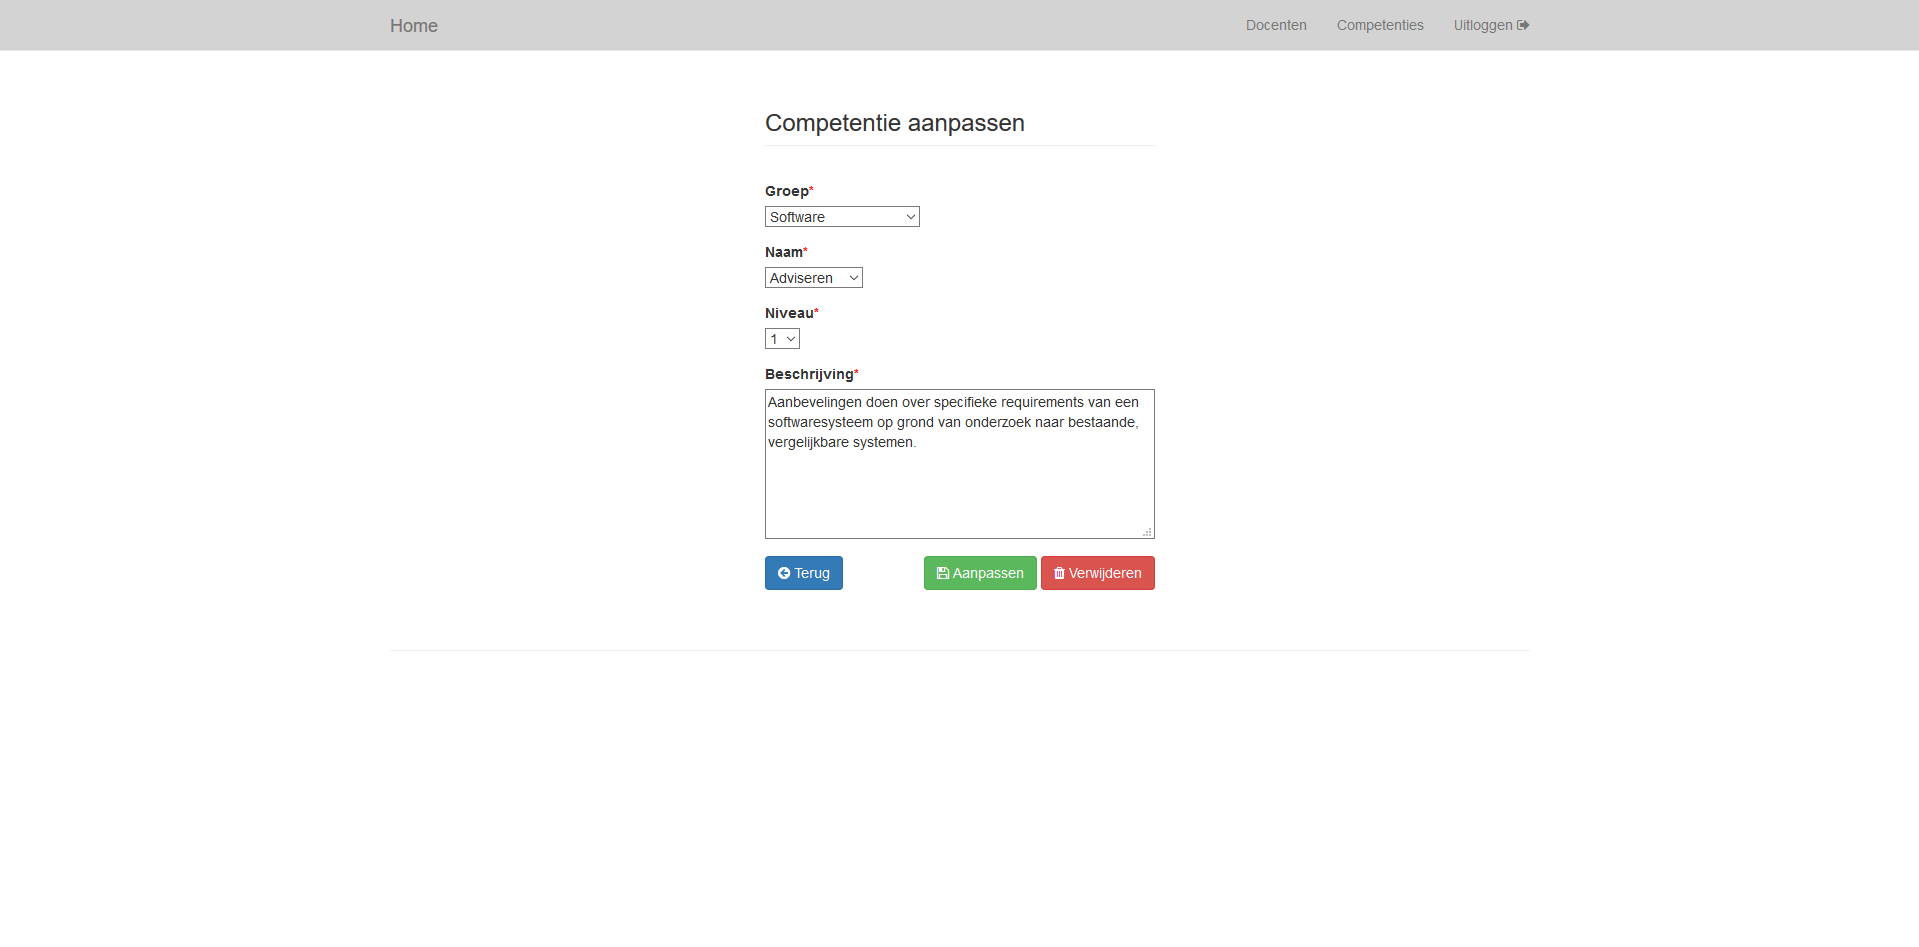 Home
Docenten
Competenties
Uitloggen
Competentie aanpassen
Groep*
Software
Naam*
Adviseren
Niveau*
1
Beschrijving*
Aanbevelingen doen over specifieke requirements van een
softwaresysteem op grond van onderzoek naar bestaande,
vergelijkbare systemen.
Terug
Aanpassen
Verwijderen